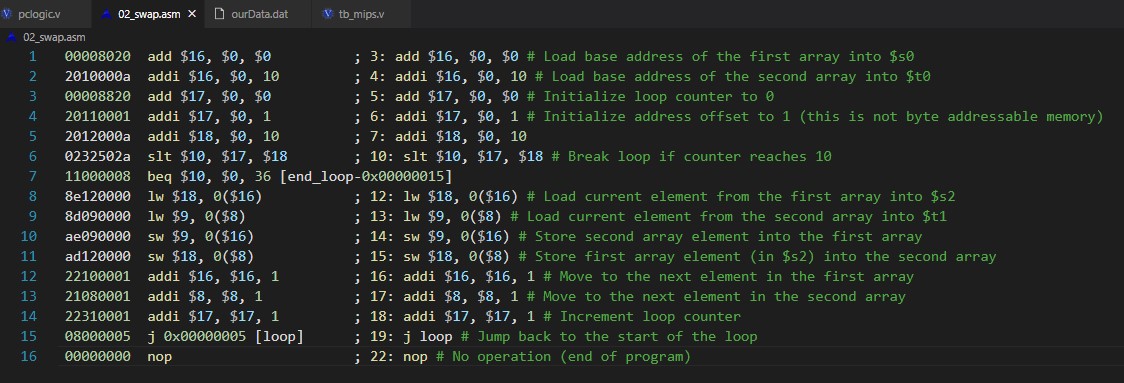 pclogic.v 02_swap.asm × ourData.dat tb_mips.v
02_swap.asm
1 00008020 add $16, $0, $0 ; 3: add $16, $0, $0 # Load base address of the first array into $s0
2 2010000a addi $16, $0, 10 ; 4: addi $16, $0, 10 # Load base address of the second array into $t0
3 00008820 add $17, $0, $0 ; 5: add $17, $0, $0 # Initialize loop counter to 0
4 20110001 addi $17, $0, 1 ; 6: addi $17, $0, 1 # Initialize address offset to 1 (this is not byte addressable memory)
5 2012000a addi $18, $0, 10 ; 7: addi $18, $0, 10
6 0232502a slt $10, $17, $18 ; 10: slt $10, $17, $18 # Break loop if counter reaches 10
7 11000008 beq $10, $0, 36 [end_loop-0x00000015]
8 8e120000 lw $18, 0($16) ; 12: lw $18, 0($16) # Load current element from the first array into $s2
9 8d090000 lw $9, 0($8) ; 13: lw $9, 0($8) # Load current element from the second array into $t1
10 ae090000 sw $9, 0($16) ; 14: sw $9, 0($16) # Store second array element into the first array
11 ad120000 sw $18, 0($8) ; 15: sw $18, 0($8) # Store first array element (in $s2) into the second array
12 22100001 addi $16, $16, 1 ; 16: addi $16, $16, 1 # Move to the next element in the first array
13 21080001 addi $8, $8, 1 ; 17: addi $8, $8, 1 # Move to the next element in the second array
14 22310001 addi $17, $17, 1 ; 18: addi $17, $17, 1 # Increment loop counter
15 08000005 j 0x00000005 [loop] ; 19: j loop # Jump back to the start of the loop
16 00000000 nop ; 22: nop # No operation (end of program)